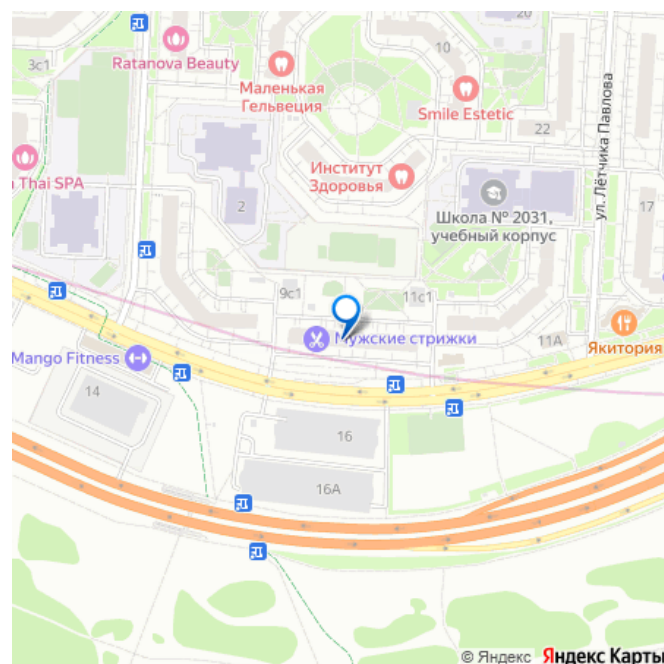 3с1
Ratanova Beauty
10
20
Маленькая
Гельвеция
Smile Estetic
22
ул. Лётчика Павлова
Thai SPA
2
Институт
Здоровья
Школа № 2031,
учебный корпус
17
9с1
11с1
Мужские стрижки
11А
Якитория
Mango Fitness
14
16
16А
© Яндекс Яндекс Карты